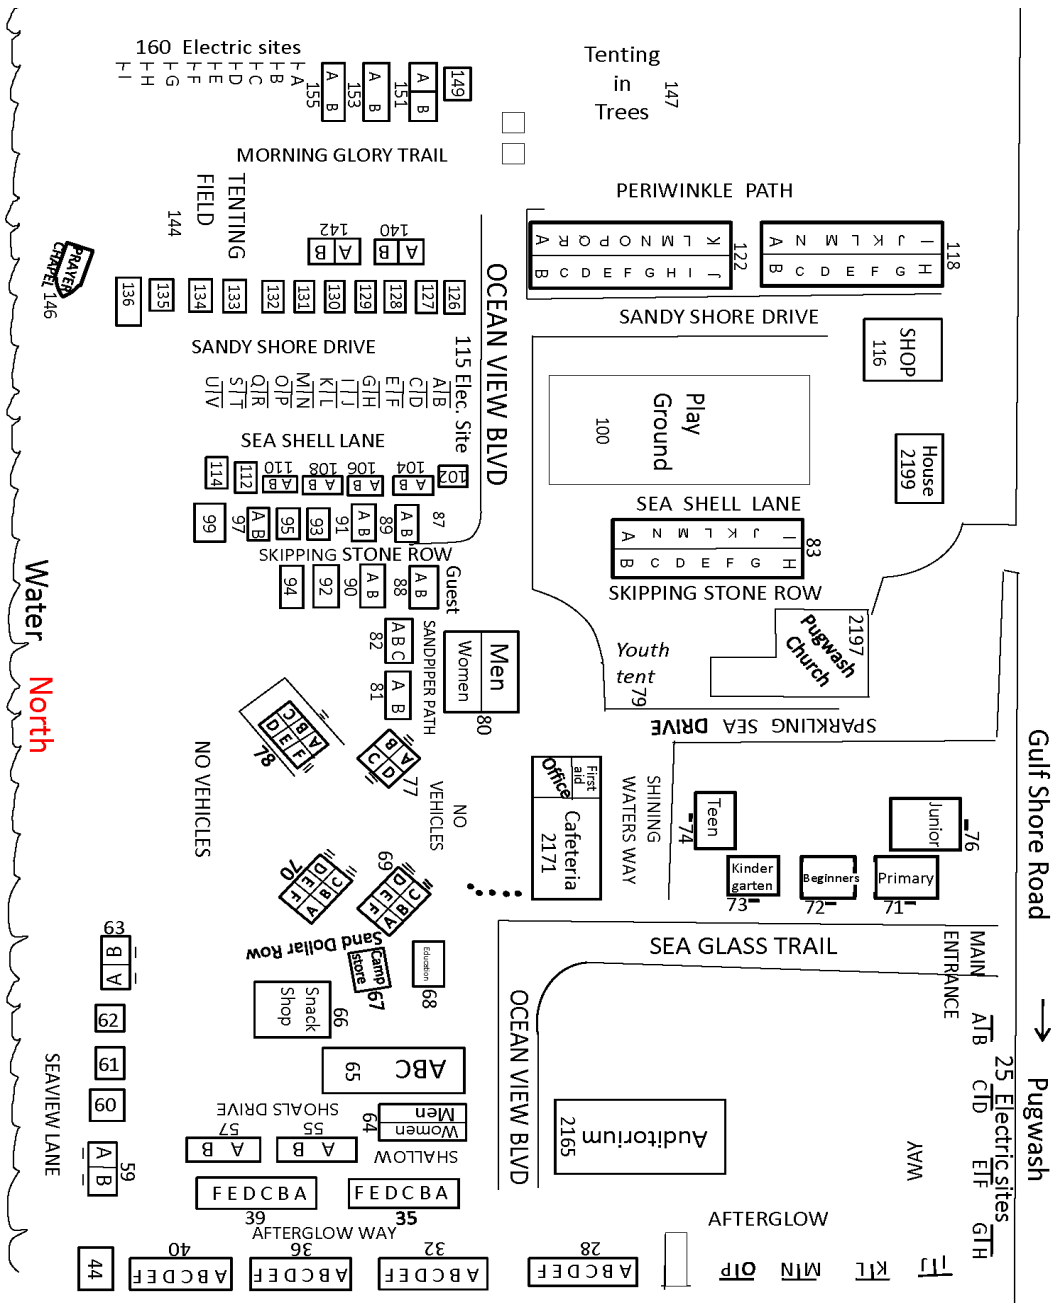 160 Electric sites
I H G F E D C B A
155
A B
153
A B
151
A B
149
Tenting
in
Trees
147
MORNING GLORY TRAIL
PERIWINKLE PATH
TENTING
FIELD
144
142
B A
140
B A
A R Q P O N M L K
B C D E F G H I J
122
A N M L K J I
B C D E F G H
118
PRAYER
CHAPEL 146
136
135
134
133
132
131
130
129
128
127
126
OCEAN VIEW BLVD
SANDY SHORE DRIVE
SANDY SHORE DRIVE
SHOP
116
115 Elec. Site
U/V
S/T
Q/R
O/P
M/N
K/L
I/J
G/H
E/F
C/D
A/B
Play
Ground
100
House
2199
SEA SHELL LANE
SEA SHELL LANE
114
112
110
A B
108
A B
106
A B
104
A B
102
99
97
A B
95
93
91
A B
89
A B
87
A N M L K J I
B C D E F G H
83
SKIPPING STONE ROW
SKIPPING STONE ROW
94
92
90
A B
88
A B
Guest
Water
North
82
A B C
81
A B
SANDPIPER PATH
Men
Women
80
Youth
tent
79
2197
Pugwash
Church
SPARKLING SEA DRIVE
78
A B C
D E F
77
A B
C D
NO VEHICLES
NO
VEHICLES
First
aid
Office
Cafeteria
2171
SHINING
WATERS WAY
Teen
74
Junior
76
Kinder
garten
73
Beginners
72
Primary
71
Gulf Shore Road
70
D E F
A B C
69
D E F
A B C
Sand Dollar Row
Camp
store
67
Education
68
SEA GLASS TRAIL
MAIN
ENTRANCE
63
B A
62
61
60
59
A B
SEAVIEW LANE
Snack
Shop
66
65
ABC
OCEAN VIEW BLVD
Auditorium
2165
→ Pugwash
25 Electric sites
A B
C D
E F
G H
I J
K L
M N
O P
SHOALS DRIVE
SHALLOW
64
Men
Women
57
B A
55
B A
F E D C B A
39
F E D C B A
35
AFTERGLOW WAY
AFTERGLOW
WAY
44
40
A B C D E F
36
A B C D E F
32
A B C D E F
28
A B C D E F